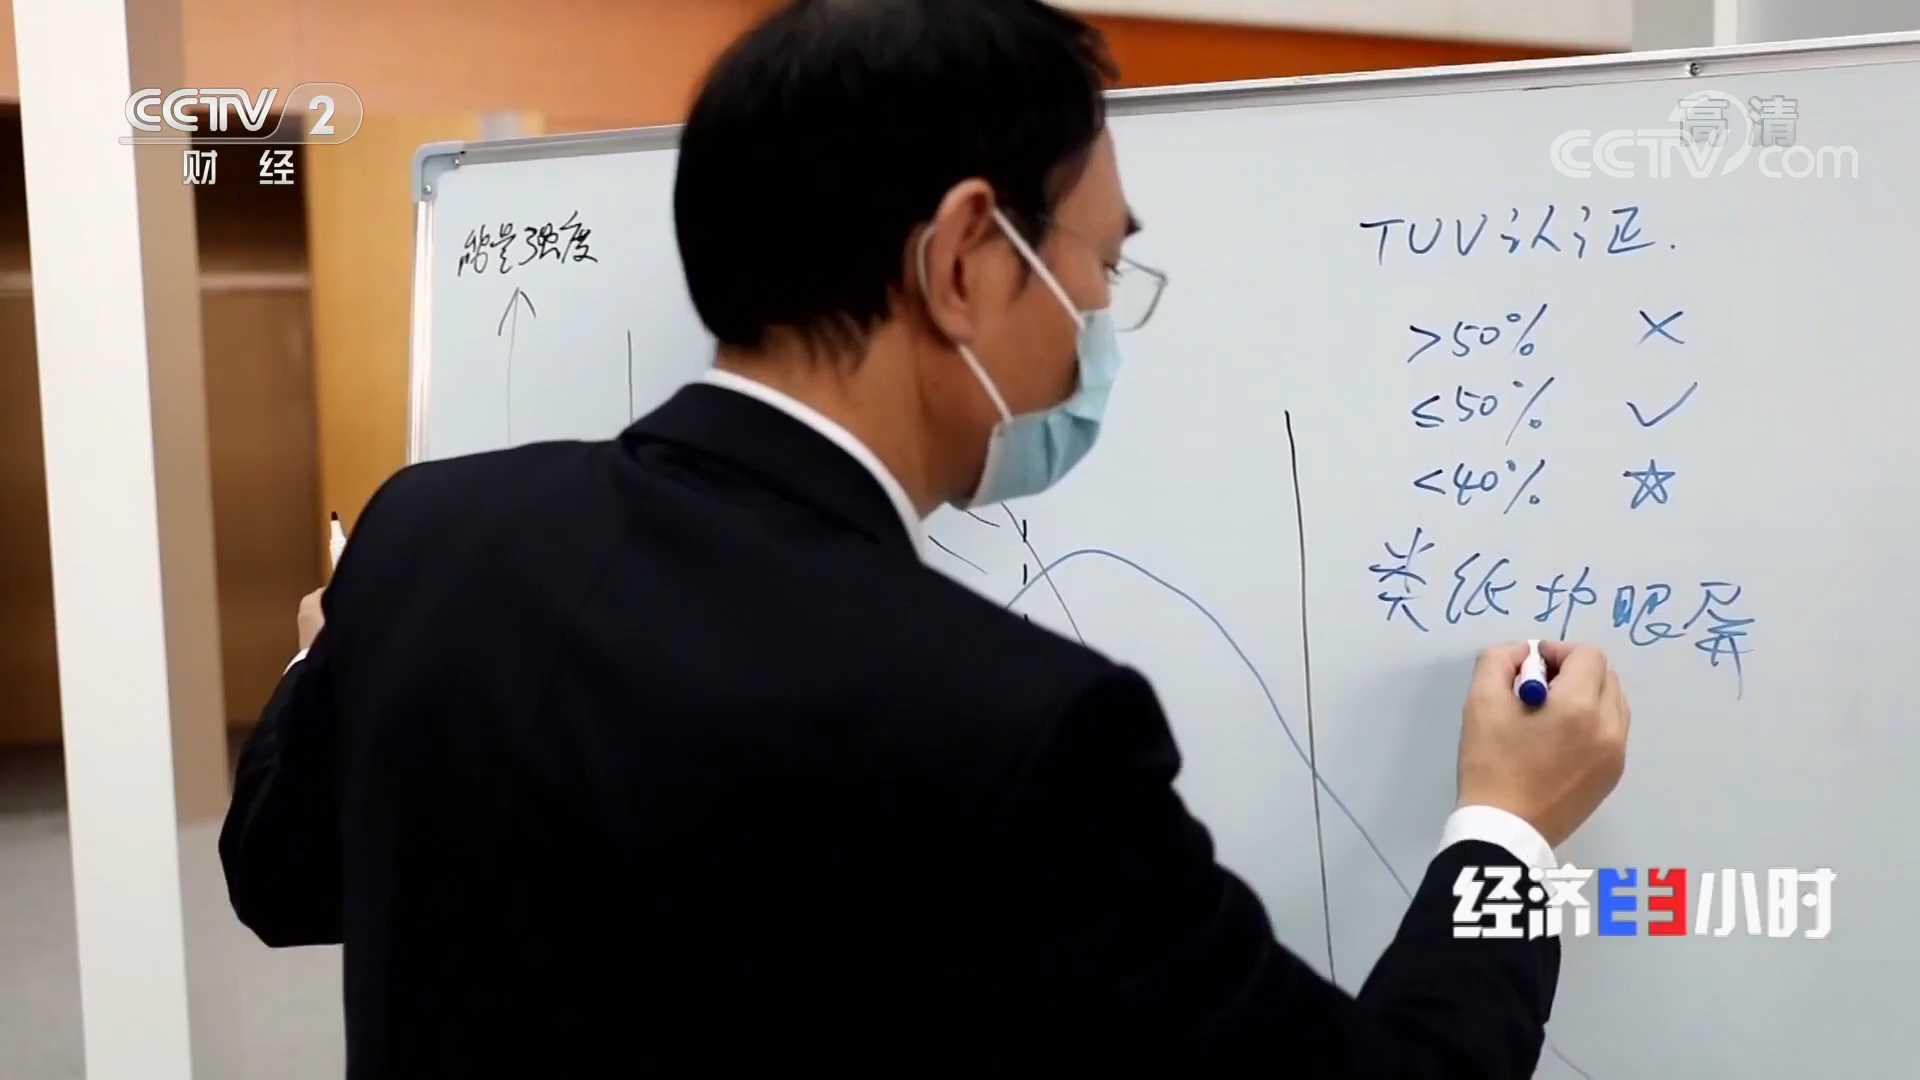 CCTV 2
财经
高清
CCTV.com
能量强度
TUV认证.
>50% ×
≤50% ✓
<40% ☆
类纸护眼屏
经济半小时